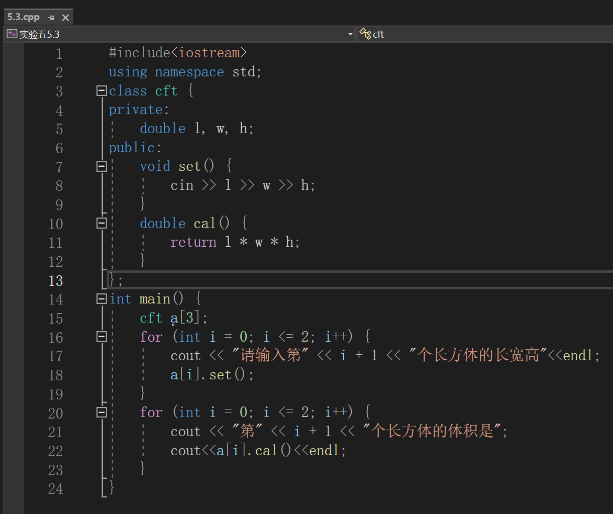 5.3.cpp
实验五5.3 cft
1 #include<iostream>
2 using namespace std;
3 class cft {
4 private:
5 double l, w, h;
6 public:
7 void set() {
8 cin >> l >> w >> h;
9 }
10 double cal() {
11 return l * w * h;
12 }
13 };
14 int main() {
15 cft a[3];
16 for (int i = 0; i <= 2; i++) {
17 cout << "请输入第" << i + 1 << "个长方体的长宽高"<<endl;
18 a[i].set();
19 }
20 for (int i = 0; i <= 2; i++) {
21 cout << "第" << i + 1 << "个长方体的体积是";
22 cout<<a[i].cal()<<endl;
23 }
24 }